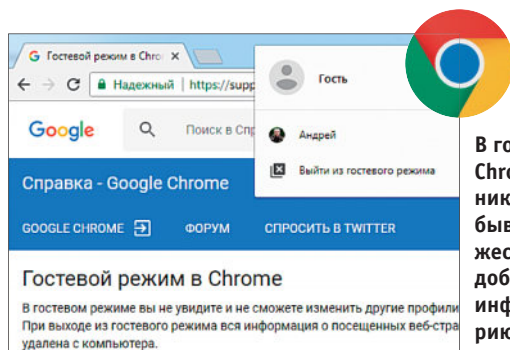 Гостевой режим в Chro
Надежный | https://supp
Гость
Андрей
Выйти из гостевого режима
Google
Поиск в
Справка - Google Chrome
GOOGLE CHROME
ФОРУМ
СПРОСИТЬ В TWITTER
Гостевой режим в Chrome
В гостевом режиме вы не увидите и не сможете изменить другие профили
При выходе из гостевого режима вся информация о посещенных веб-стра
удалена с компьютера.
В го
Chro
ник
быв
жес
доб
инф
рик